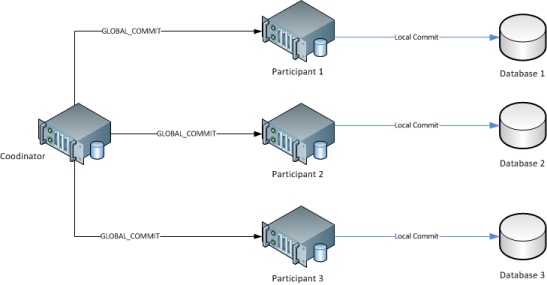 GLOBAL_COMMIT
Local Commit
Participant 1
Database 1
Coodinator
GLOBAL_COMMIT
Local Commit
Participant 2
Database 2
GLOBAL_COMMIT
Local Commit
Participant 3
Database 3